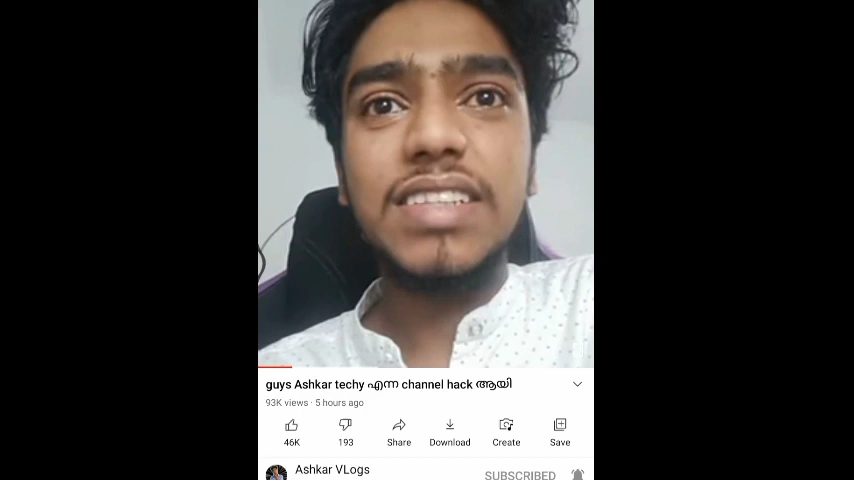 guys Ashkar techy എന്ന channel hack ആയി
93K views · 5 hours ago
46K 193 Share Download Create Save
Ashkar VLogs
SUBSCRIBED